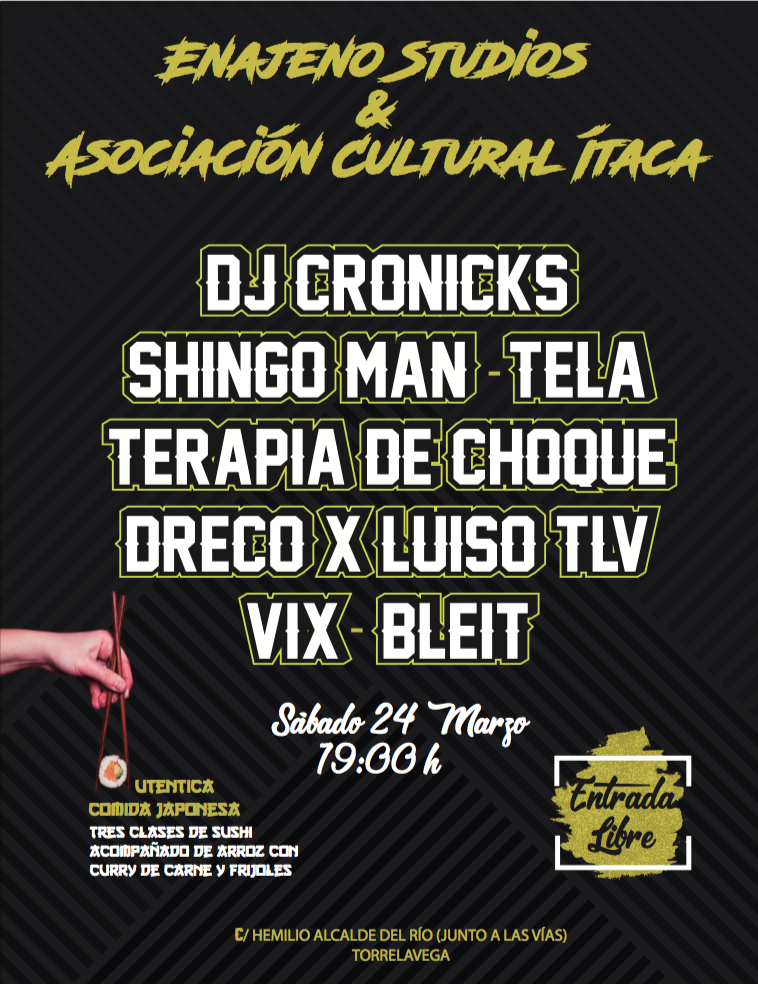 ENAJENO STUDIOS
&
ASOCIACIÓN CULTURAL ÍTACA
DJ CRONICKS
SHINGO MAN - TELA
TERAPIA DE CHOQUE
DRECO X LUISO TLV
VIX - BLEIT
Sábado 24 Marzo
19:00 h
UTENTICA
COMIDA JAPONESA
TRES CLASES DE SUSHI
ACOMPAÑADO DE ARROZ CON
CURRY DE CARNE Y FRIJOLES
Entrada
Libre
C/ HEMILIO ALCALDE DEL RÍO (JUNTO A LAS VÍAS)
TORRELAVEGA